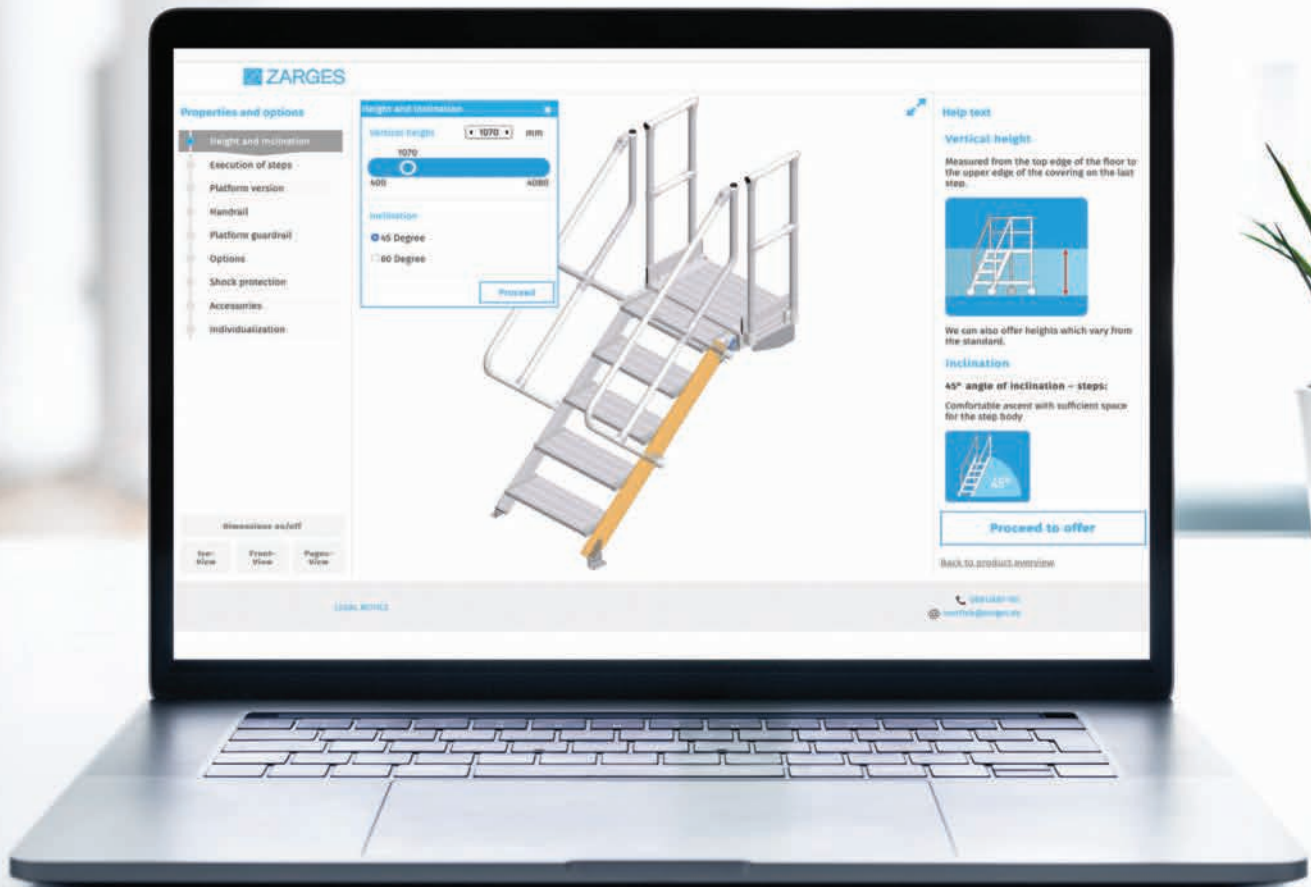 ZARGES
Properties and options
Height and inclination
Execution of steps
Platform version
Handrail
Platform guardrail
Options
Shock protection
Accessories
Individualization
Dimensions on/off
Iso-
View
Front-
View
View
Height and inclination
Vertical height
1070
mm
1070
400
4080
Inclination
45 Degree
60 Degree
Proceed
Help text
Vertical height
Measured from the top edge of the floor to
the upper edge of the covering on the last
step.
We can also offer heights which vary from
the standard.
Inclination
45° angle of inclination – steps:
Comfortable ascent with sufficient space
for the step body
45°
Proceed to offer
Back to product overview
LEGAL NOTICE